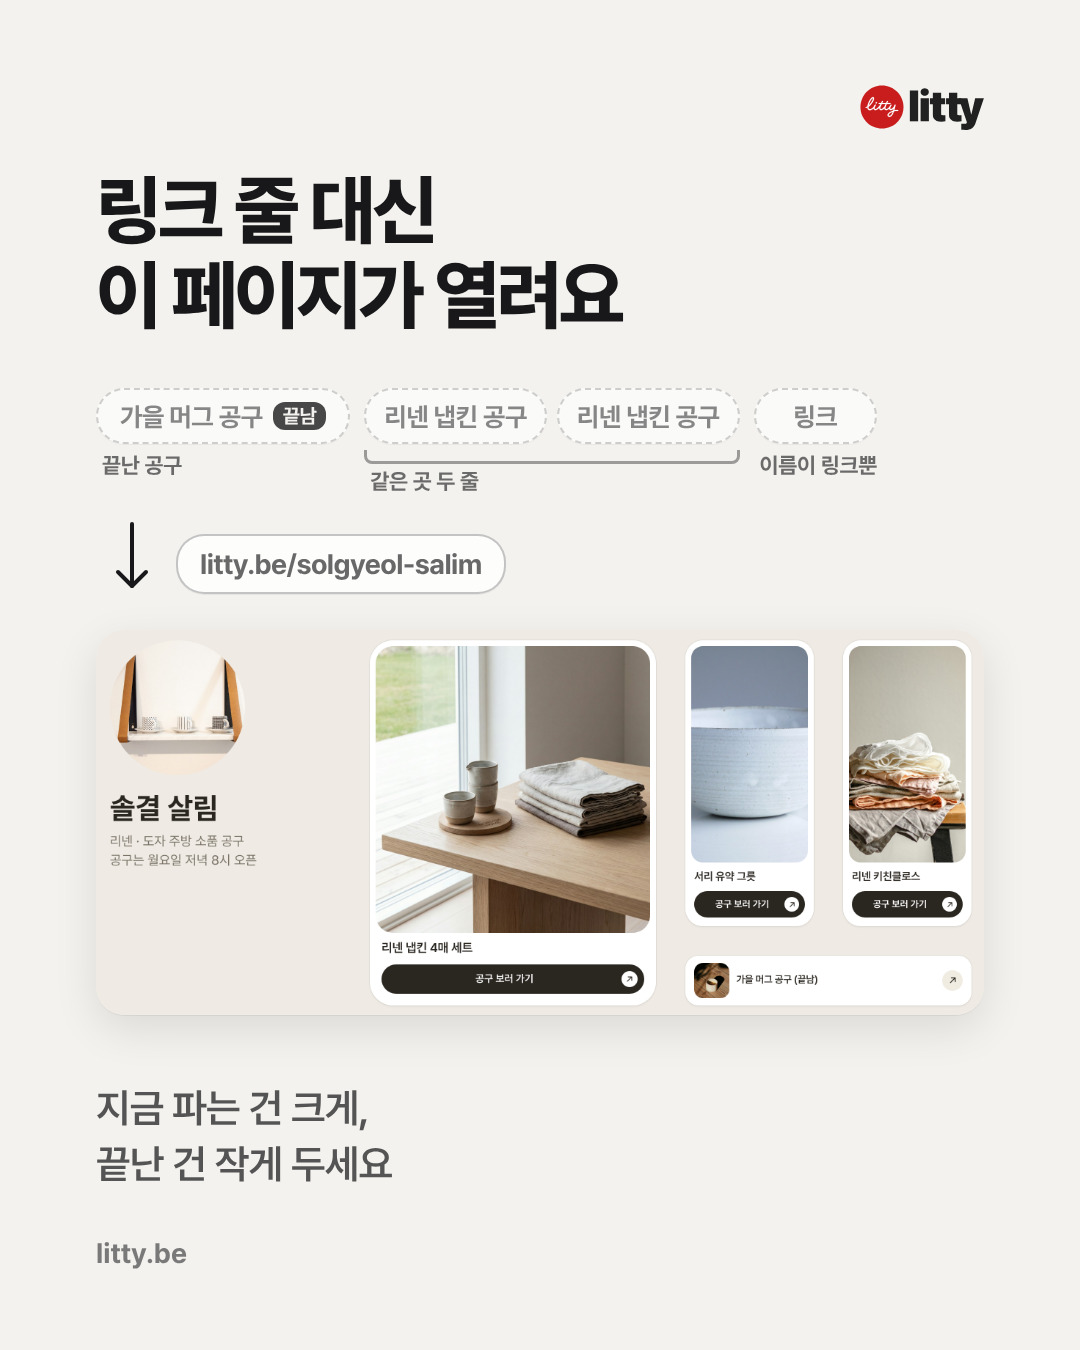 litty litty
링크 줄 대신
이 페이지가 열려요
가을 머그 공구 끝남
리넨 냅킨 공구
리넨 냅킨 공구
링크
끝난 공구
같은 곳 두 줄
이름이 링크뿐
litty.be/solgyeol-salim
솔결 살림
리넨 · 도자 주방 소품 공구
공구는 월요일 저녁 8시 오픈
리넨 냅킨 4매 세트
공구 보러 가기
서리 유약 그릇
공구 보러 가기
리넨 키친클로스
공구 보러 가기
가을 머그 공구 (끝남)
지금 파는 건 크게,
끝난 건 작게 두세요
litty.be